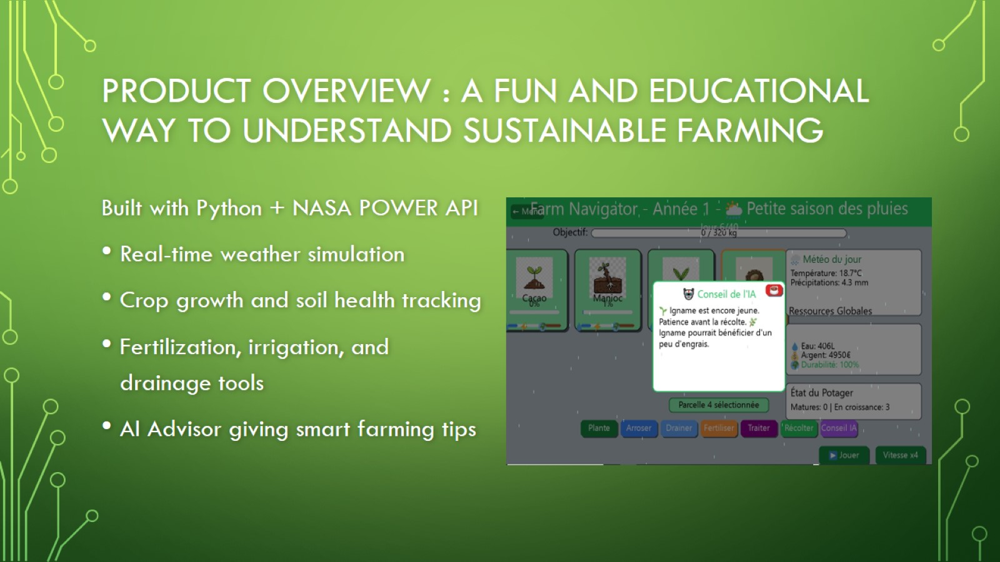 PRODUCT OVERVIEW : A FUN AND EDUCATIONAL
WAY TO UNDERSTAND SUSTAINABLE FARMING
Built with Python + NASA POWER API
• Real-time weather simulation
• Crop growth and soil health tracking
• Fertilization, irrigation, and
drainage tools
• AI Advisor giving smart farming tips
← Menu
Farm Navigator - Année 1 - Petite saison des pluies
Jour 6/40
Objectif: 0 / 320 kg
Cacao
0%
Manioc
1%
Météo du jour
Température: 18.7°C
Précipitations: 4.3 mm
Conseil de l'IA
Igname est encore jeune.
Patience avant la récolte.
Igname pourrait bénéficier d'un
peu d'engrais.
Ressources Globales
Eau: 406L
Argent: 4950€
Durabilité: 100%
État du Potager
Matures: 0 | En croissance: 3
Parcelle 4 sélectionnée
Plante Arroser Drainer Fertiliser Traiter Récolter Conseil IA
Jouer Vitesse x4